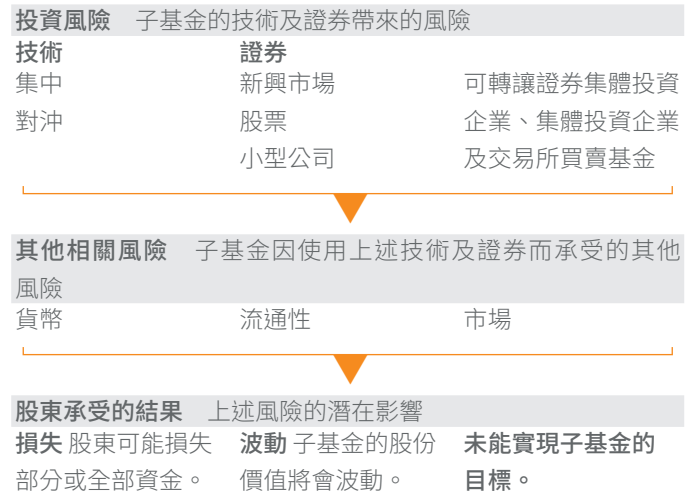 投資風險 子基金的技術及證券帶來的風險
技術 證券
集中 新興市場 可轉讓證券集體投資
對沖 股票 企業、集體投資企業
小型公司 及交易所買賣基金
其他相關風險 子基金因使用上述技術及證券而承受的其他
風險
貨幣 流通性 市場
股東承受的結果 上述風險的潛在影響
損失 股東可能損失 波動 子基金的股份 未能實現子基金的
部分或全部資金。 價值將會波動。 目標。